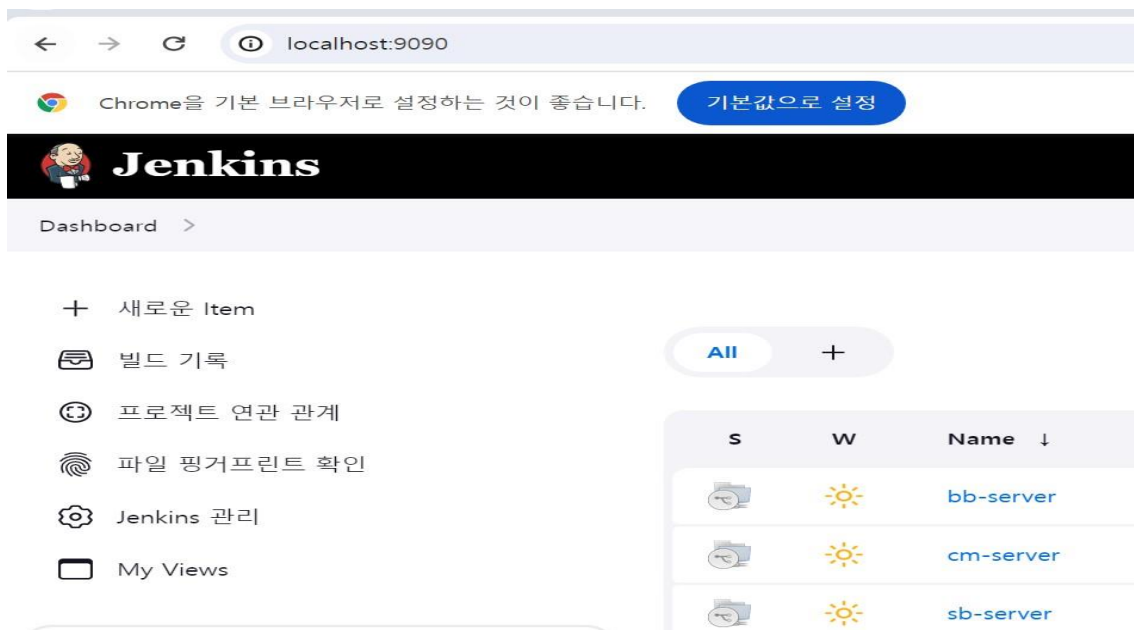 localhost:9090
Chrome을 기본 브라우저로 설정하는 것이 좋습니다. 기본값으로 설정
Jenkins
Dashboard >
+ 새로운 Item
빌드 기록
프로젝트 연관 관계
파일 핑거프린트 확인
Jenkins 관리
My Views
All +
S W Name ↓
bb-server
cm-server
sb-server